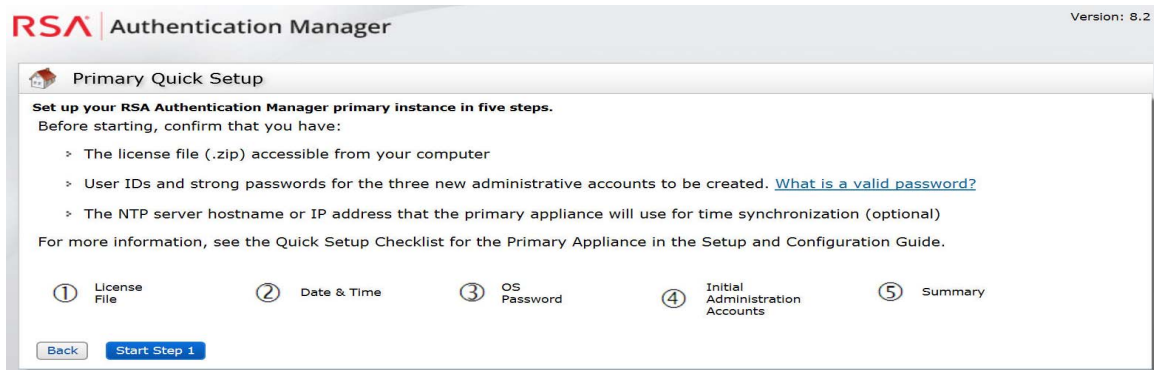 RSA Authentication Manager
Version: 8.2
Primary Quick Setup
Set up your RSA Authentication Manager primary instance in five steps.
Before starting, confirm that you have:
The license file (.zip) accessible from your computer
User IDs and strong passwords for the three new administrative accounts to be created. What is a valid password?
The NTP server hostname or IP address that the primary appliance will use for time synchronization (optional)
For more information, see the Quick Setup Checklist for the Primary Appliance in the Setup and Configuration Guide.
1 License
File
2 Date & Time
3 OS
Password
4 Initial
Administration
Accounts
5 Summary
Back
Start Step 1